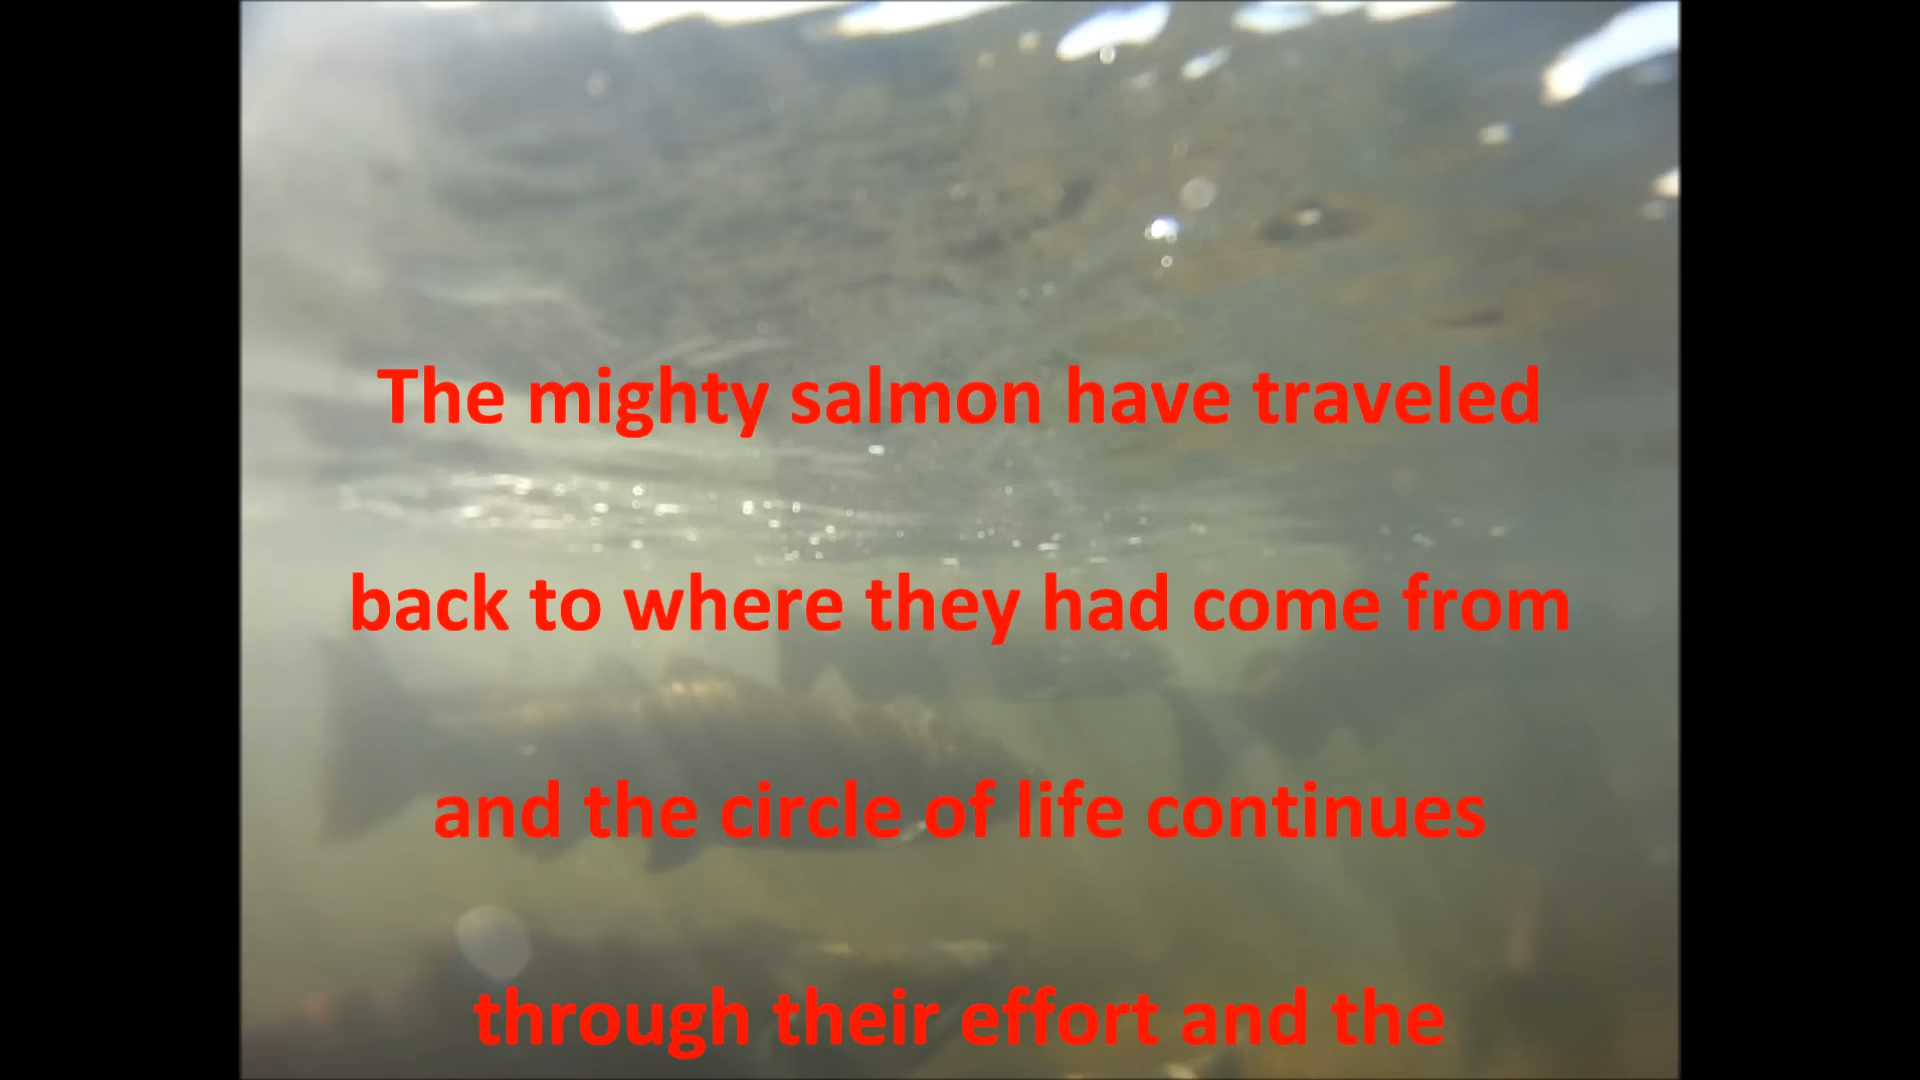 The mighty salmon have traveled
back to where they had come from
and the circle of life continues
through their effort and the